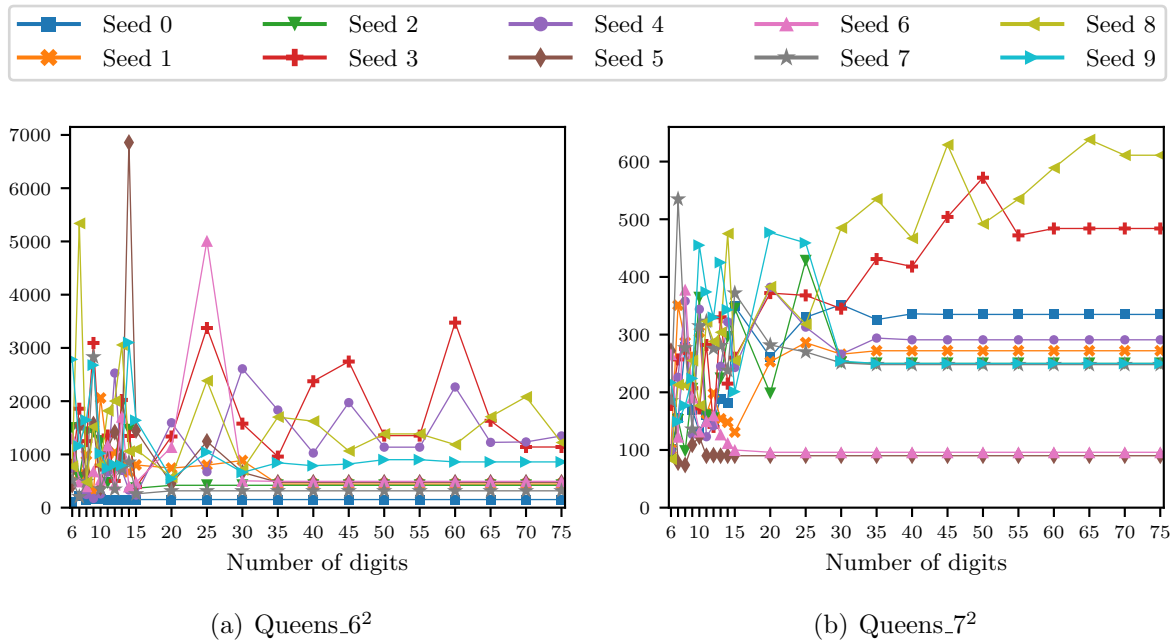 Seed 0 Seed 2 Seed 4 Seed 6 Seed 8
Seed 1 Seed 3 Seed 5 Seed 7 Seed 9
7000
6000
5000
4000
3000
2000
1000
0
6 10 15 20 25 30 35 40 45 50 55 60 65 70 75
Number of digits
(a) Queens_6²
600
500
400
300
200
100
0
6 10 15 20 25 30 35 40 45 50 55 60 65 70 75
Number of digits
(b) Queens_7²